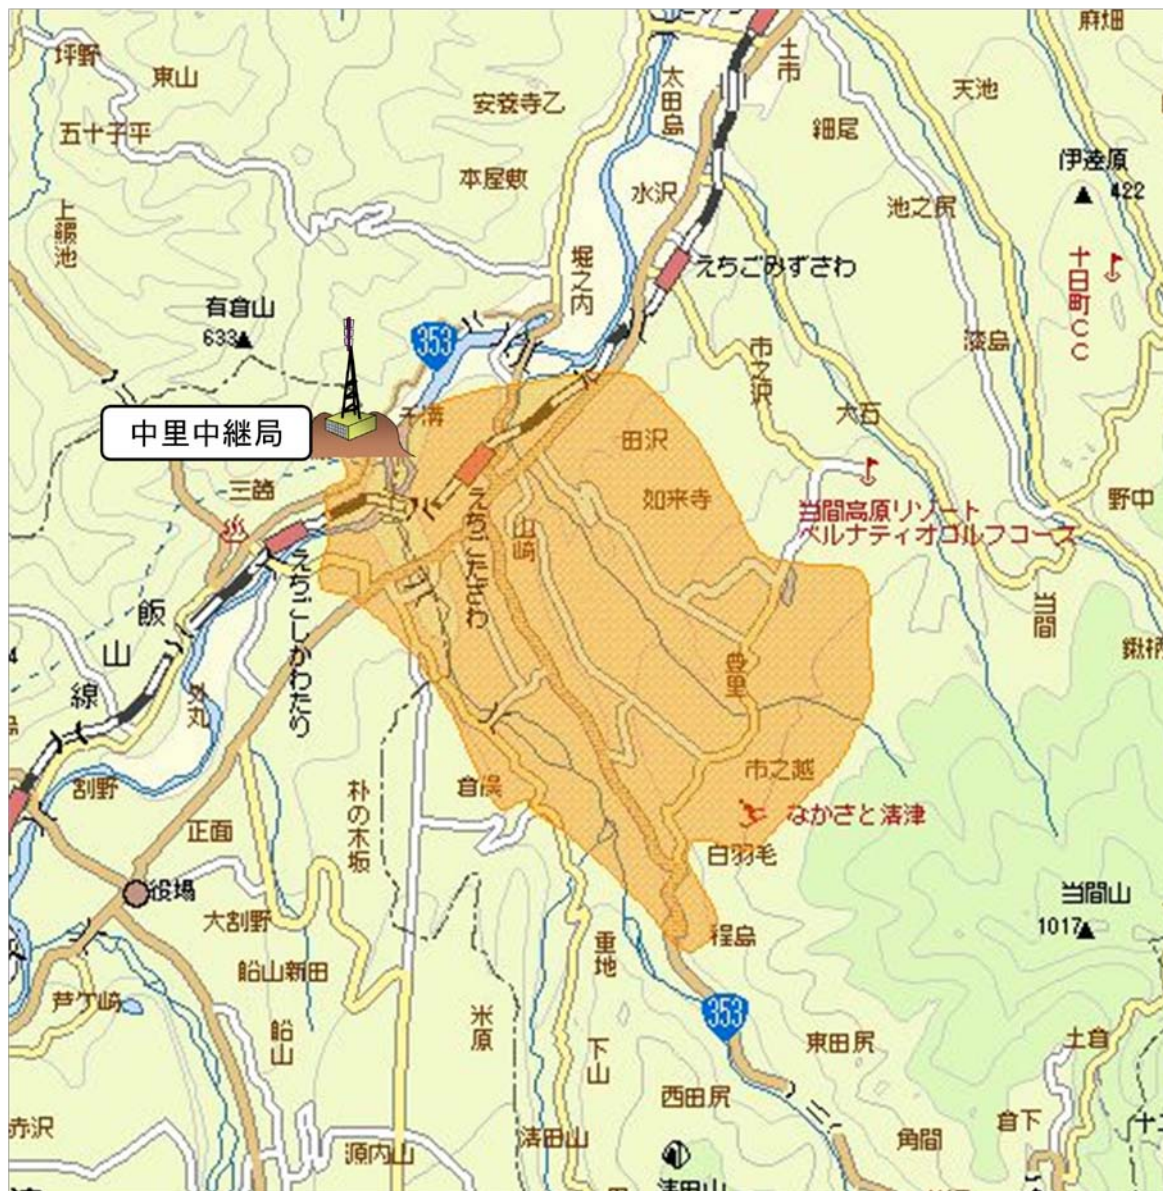 麻畑
坪野
東山
土市
天池
太田島
安養寺乙
細尾
五十子平
伊達原
422
本屋敷
水沢
池之尻
上鰕池
十日町CC
えちごみずさわ
堀之内
有倉山
633
353
漆島
市之沢
大石
中里中継局
干溝
田沢
三箇
如来寺
野中
当間高原リゾート
ベルナティオゴルフコース
えちごたざわ
山崎
えちごしかわたり
飯山線
当間
鍬柄
豊里
外丸
割野
朴の木坂
倉俣
市之越
正面
なかさと清津
白羽毛
役場
当間山
1017
大割野
程島
重地
船山新田
芦ケ崎
353
船山
米原
下山
東田尻
土倉
西田尻
倉下
赤沢
源内山
清田山
角間
清田山